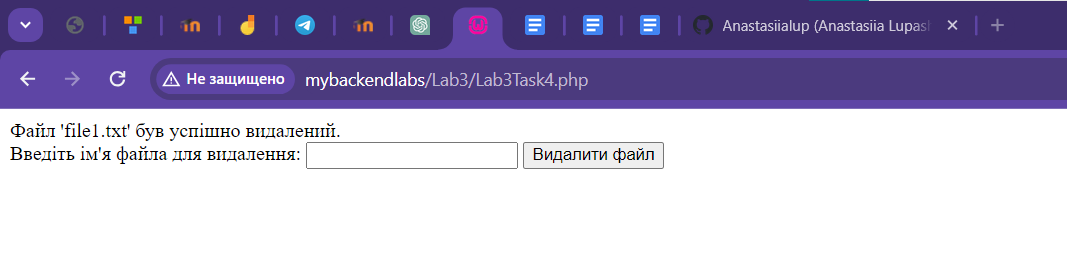 Anastasiialup (Anastasiia Lupas
Не защищено
mybackendlabs/Lab3/Lab3Task4.php
Файл 'file1.txt' був успішно видалений.
Введіть ім'я файла для видалення: Видалити файл